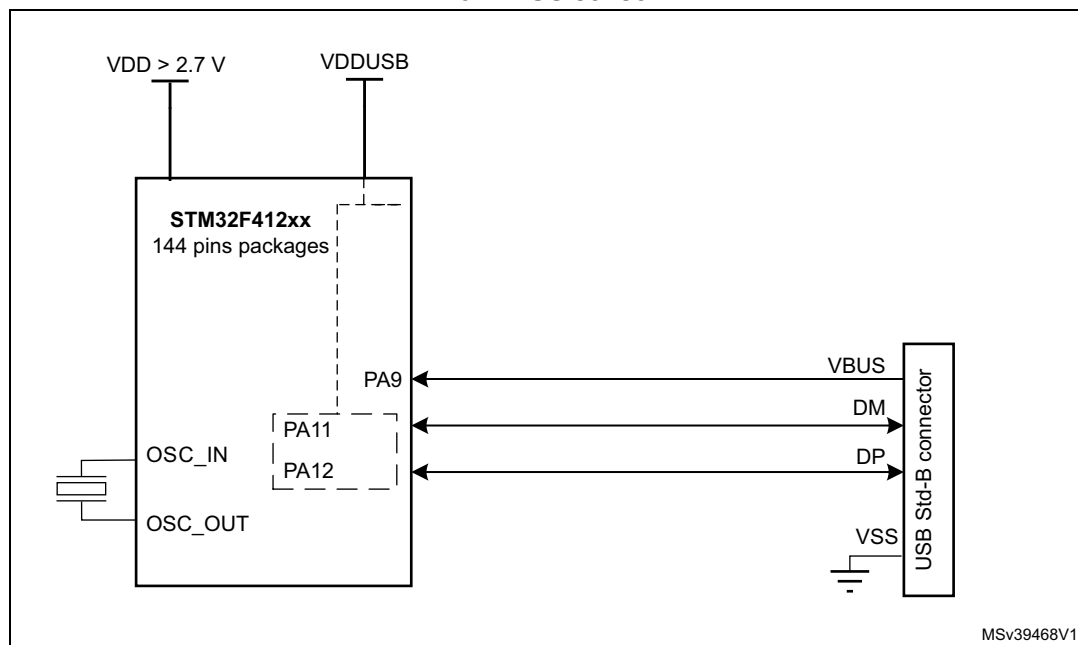 VDD > 2.7 V
VDDUSB
STM32F412xx
144 pins packages
PA9
VBUS
PA11
DM
PA12
DP
OSC_IN
OSC_OUT
VSS
USB Std-B connector
MSv39468V1